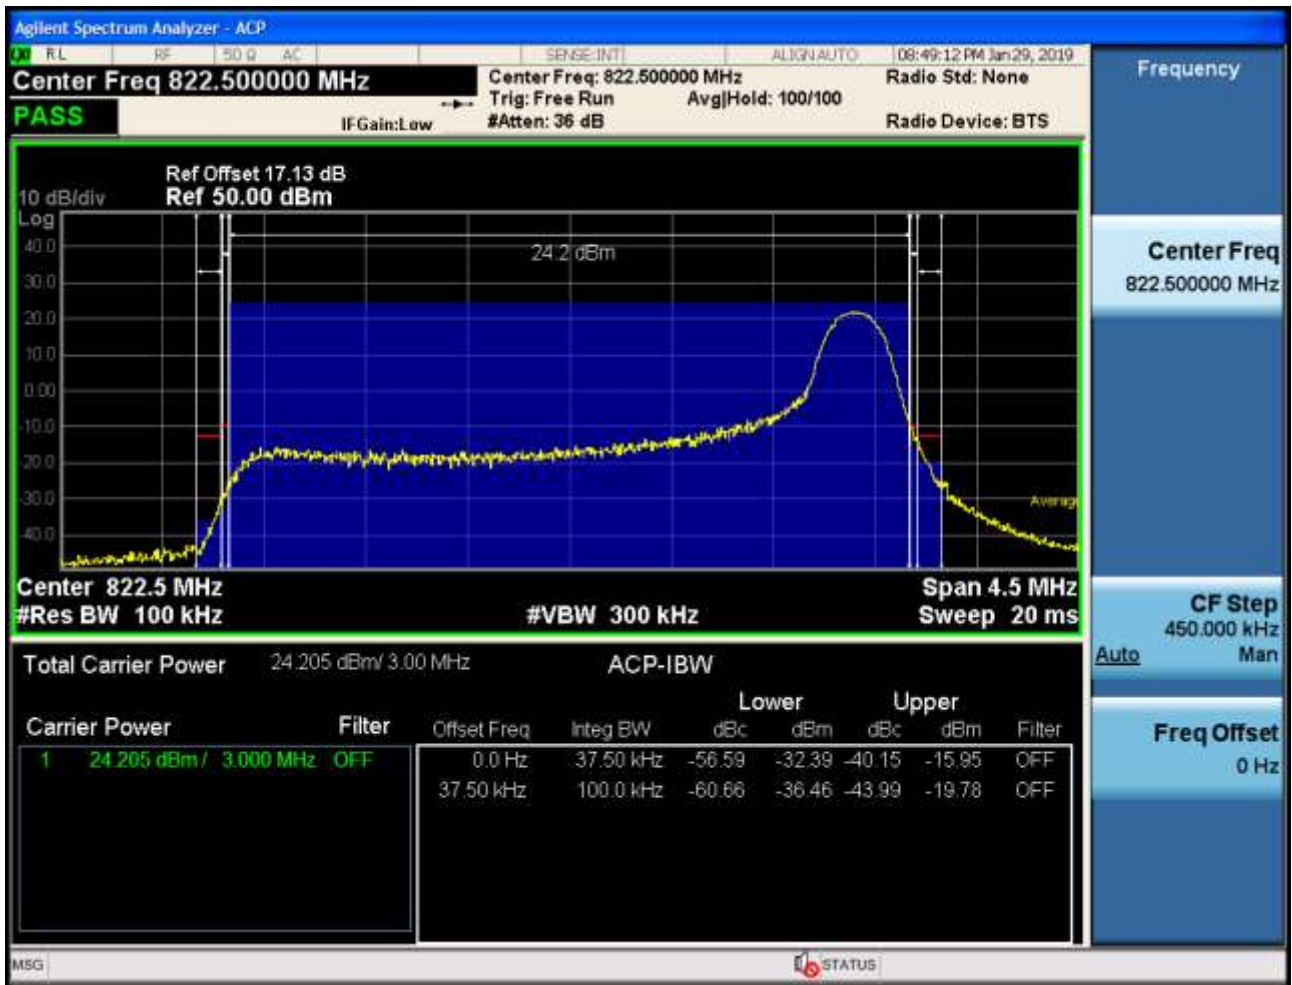 Agilent Spectrum Analyzer - ACP
RL RF 50 Ω AC SENSE:INT ALIGN AUTO 08:49:12 PM Jan 29, 2019
Center Freq 822.500000 MHz
Center Freq: 822.500000 MHz
Radio Std: None
Trig: Free Run Avg|Hold: 100/100
PASS
IFGain:Low
#Atten: 36 dB
Radio Device: BTS
Frequency
Ref Offset 17.13 dB
10 dB/div Ref 50.00 dBm
Log
40.0
30.0
20.0
10.0
0.00
-10.0
-20.0
-30.0
-40.0
24.2 dBm
Average
Center 822.5 MHz
Span 4.5 MHz
#Res BW 100 kHz
#VBW 300 kHz
Sweep 20 ms
Center Freq
822.500000 MHz
CF Step
450.000 kHz
Auto Man
Freq Offset
0 Hz
Total Carrier Power 24.205 dBm/ 3.00 MHz ACP-IBW
Lower Upper
Carrier Power Filter Offset Freq Integ BW dBc dBm dBc dBm Filter
1 24.205 dBm / 3.000 MHz OFF 0.0 Hz 37.50 kHz -56.59 -32.39 -40.15 -15.95 OFF
37.50 kHz 100.0 kHz -60.66 -36.46 -43.99 -19.78 OFF
MSG STATUS